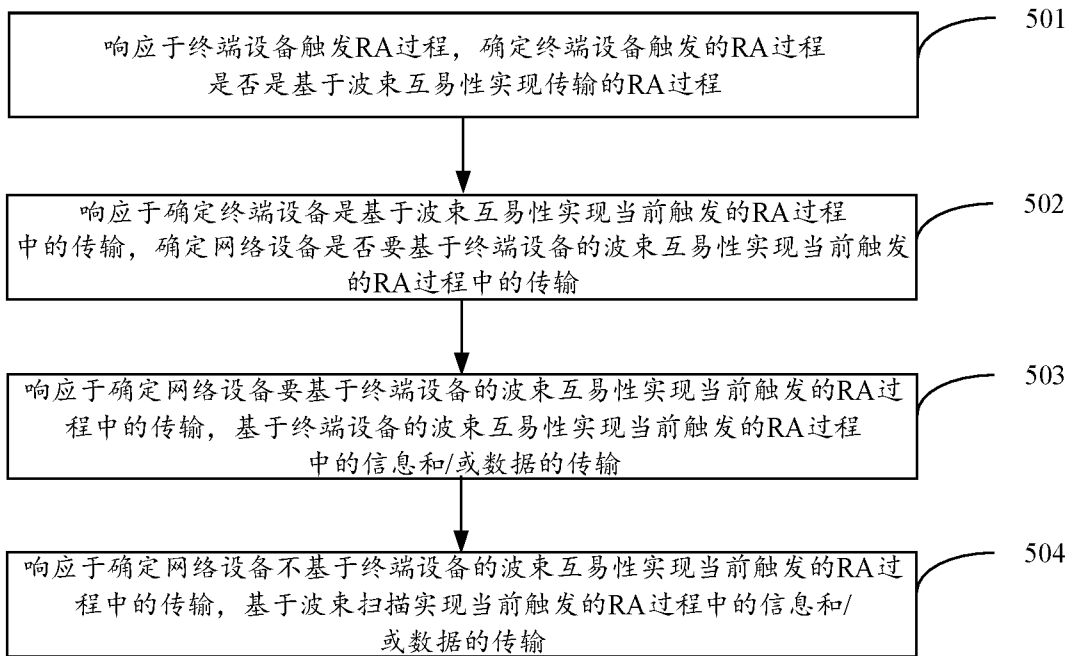 响应于终端设备触发RA过程，确定终端设备触发的RA过程
是否是基于波束互易性实现传输的RA过程
501
响应于确定终端设备是基于波束互易性实现当前触发的RA过程
中的传输，确定网络设备是否要基于终端设备的波束互易性实现当前触发
的RA过程中的传输
502
响应于确定网络设备要基于终端设备的波束互易性实现当前触发的RA过
程中的传输，基于终端设备的波束互易性实现当前触发的RA过程
中的信息和/或数据的传输
503
响应于确定网络设备不基于终端设备的波束互易性实现当前触发的RA过
程中的传输，基于波束扫描实现当前触发的RA过程中的信息和/
或数据的传输
504